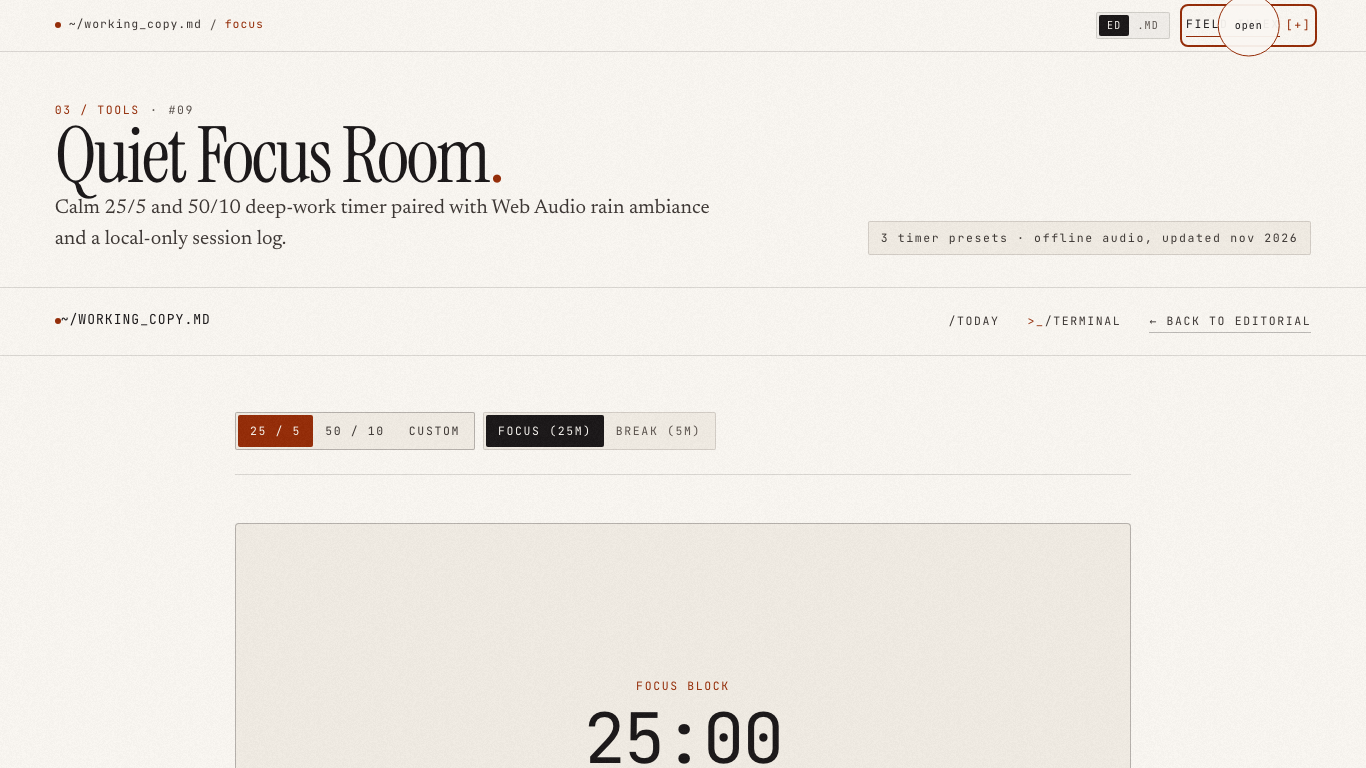 ~/working_copy.md / focus
ED .MD
open [+]
03 / TOOLS · #09
Quiet Focus Room.
Calm 25/5 and 50/10 deep-work timer paired with Web Audio rain ambiance
and a local-only session log.
3 timer presets · offline audio, updated nov 2026
~/WORKING_COPY.MD
/TODAY
>_/TERMINAL
← BACK TO EDITORIAL
25 / 5 50 / 10 CUSTOM
FOCUS (25M) BREAK (5M)
FOCUS BLOCK
25:00